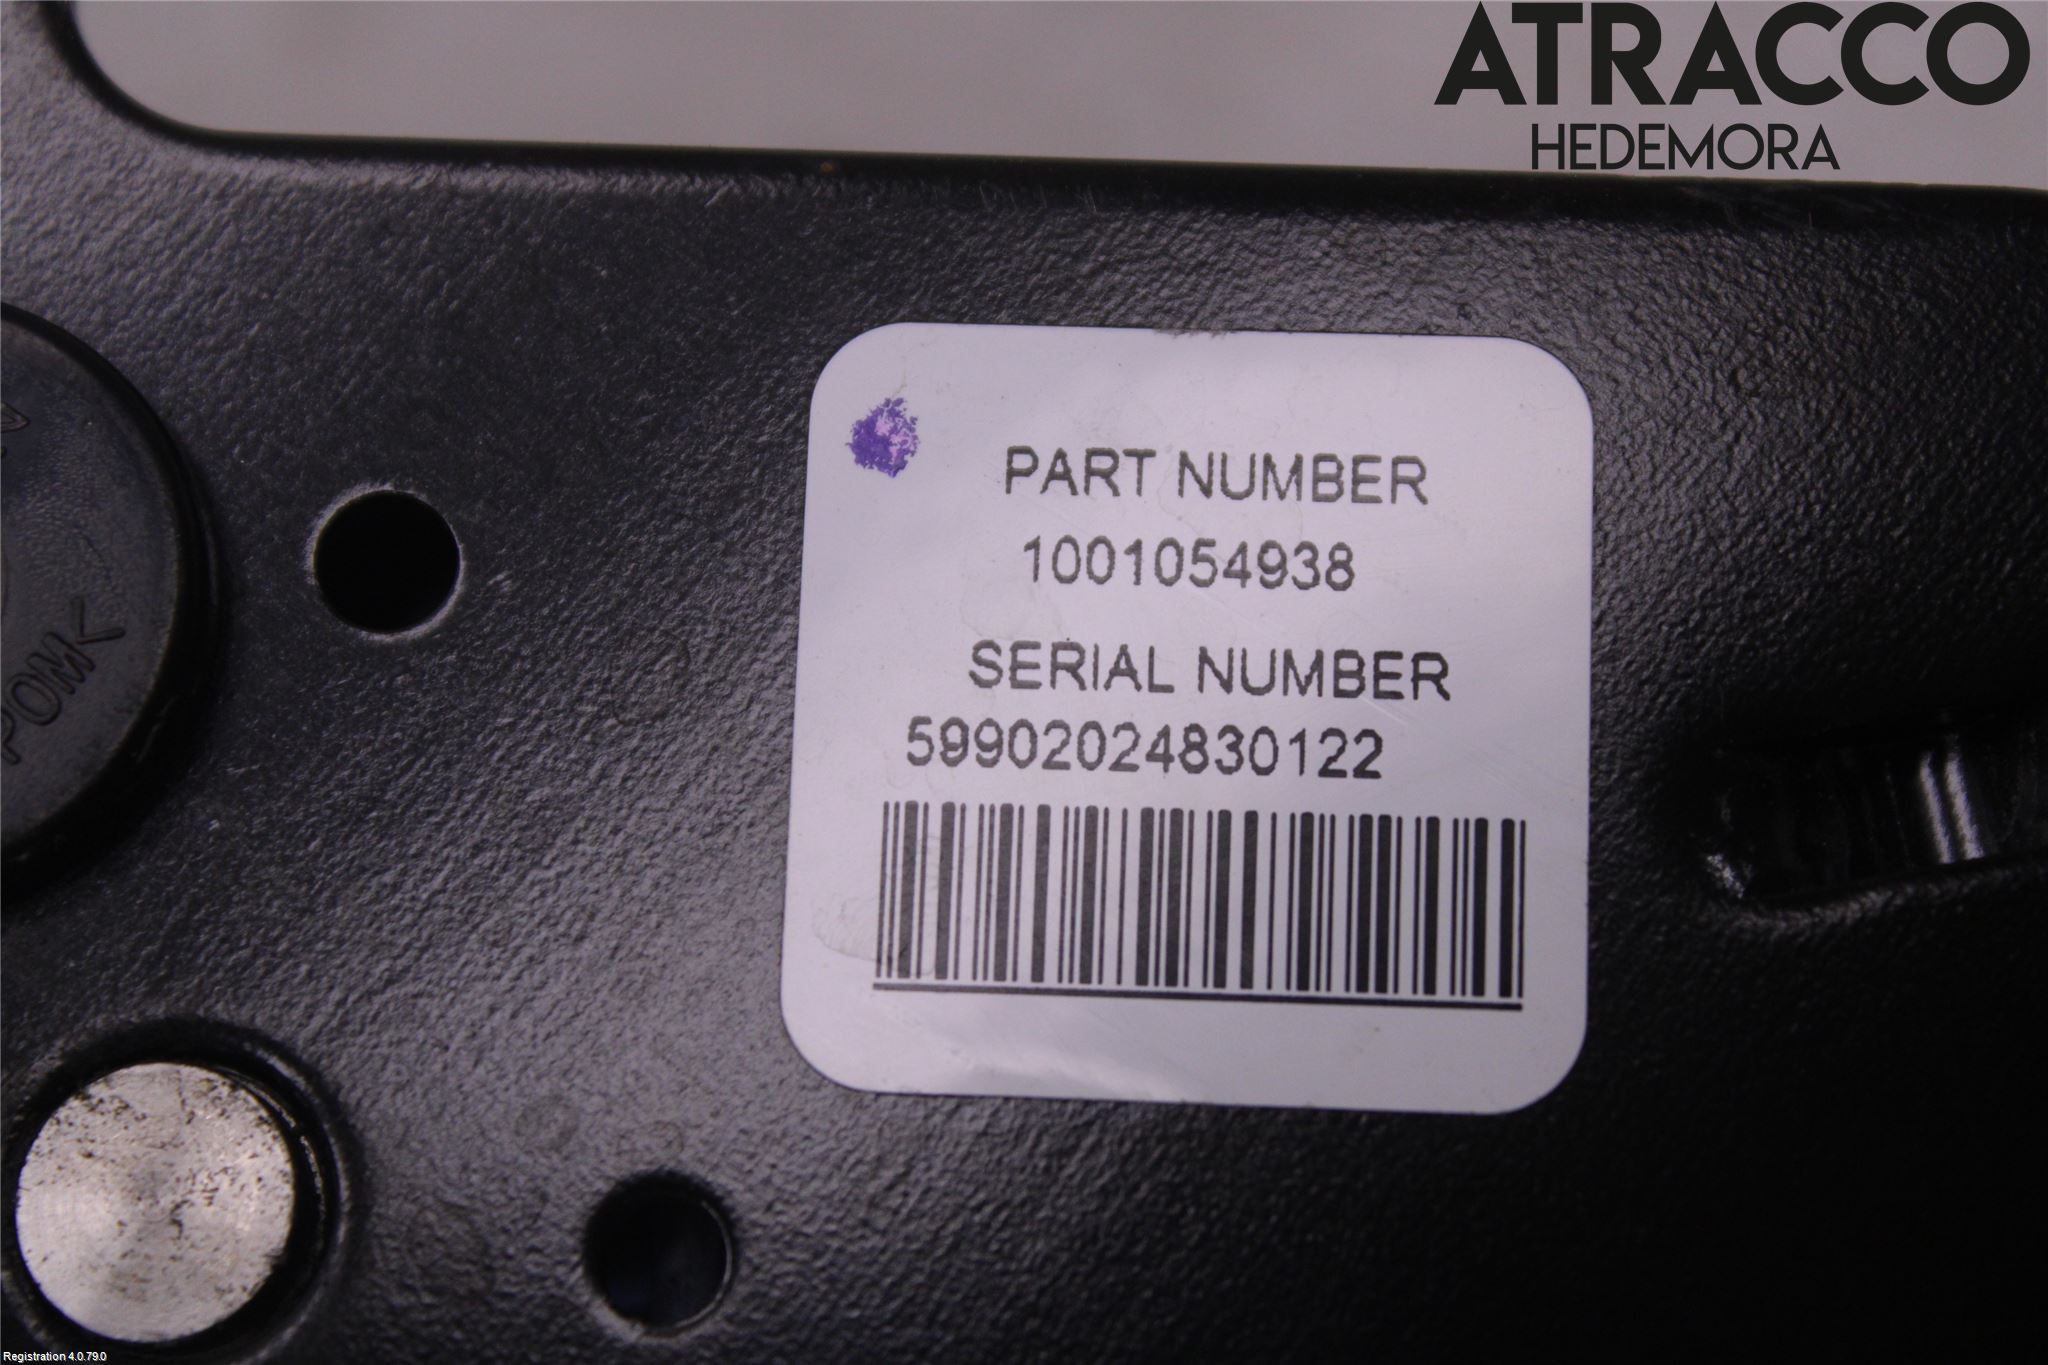 ATRACCO
HEDEMORA
PART NUMBER
1001054938
SERIAL NUMBER
59902024830122
POM<
Registration 4.0.79.0